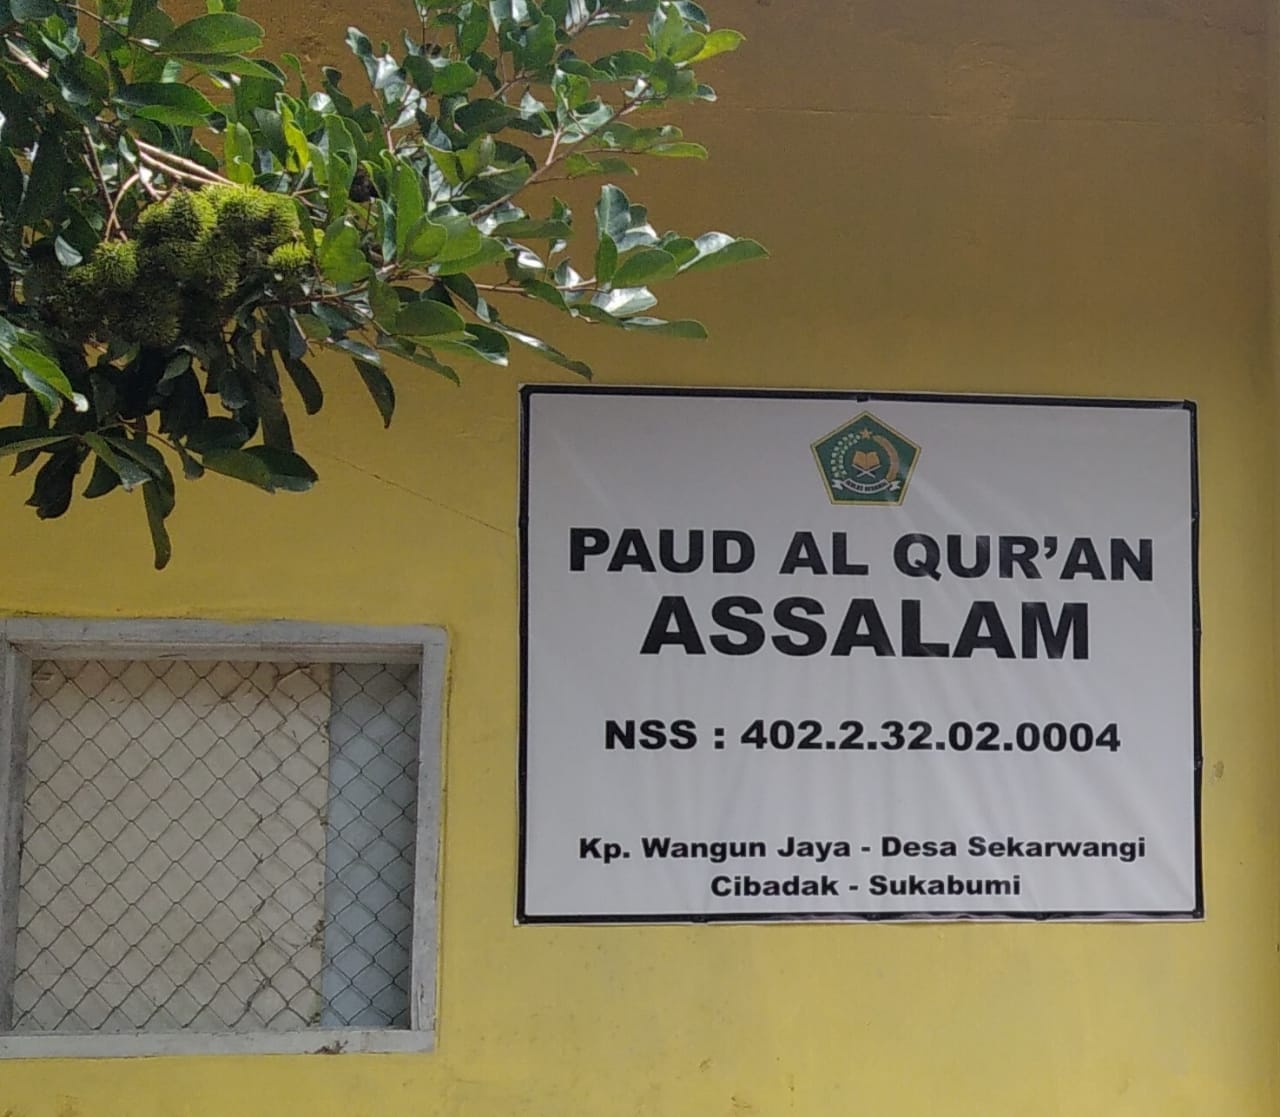 PAUD AL QUR'AN
ASSALAM
NSS : 402.2.32.02.0004
Kp. Wangun Jaya - Desa Sekarwangi
Cibadak - Sukabumi